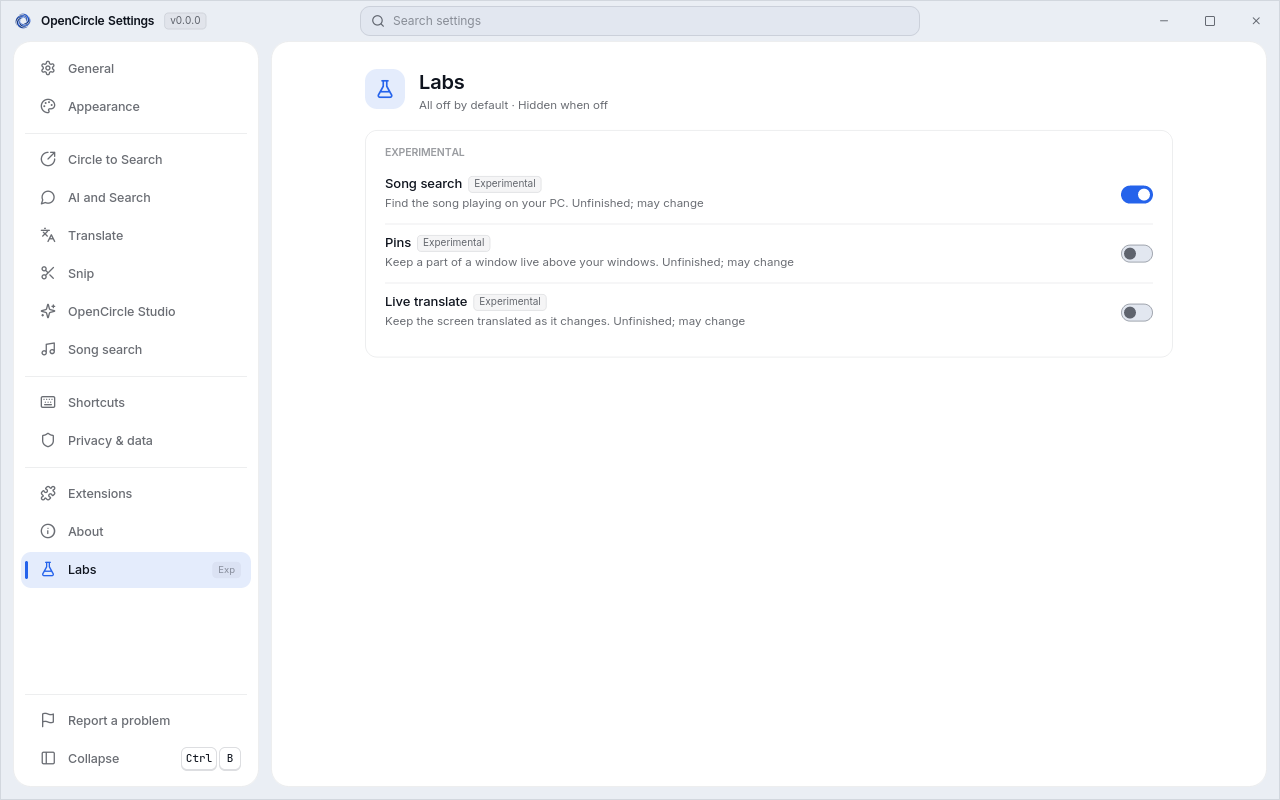 OpenCircle Settings v0.0.0
Search settings
General
Appearance
Circle to Search
AI and Search
Translate
Snip
OpenCircle Studio
Song search
Shortcuts
Privacy & data
Extensions
About
Labs Exp
Report a problem
Collapse Ctrl B
Labs
All off by default · Hidden when off
EXPERIMENTAL
Song search Experimental
Find the song playing on your PC. Unfinished; may change
Pins Experimental
Keep a part of a window live above your windows. Unfinished; may change
Live translate Experimental
Keep the screen translated as it changes. Unfinished; may change